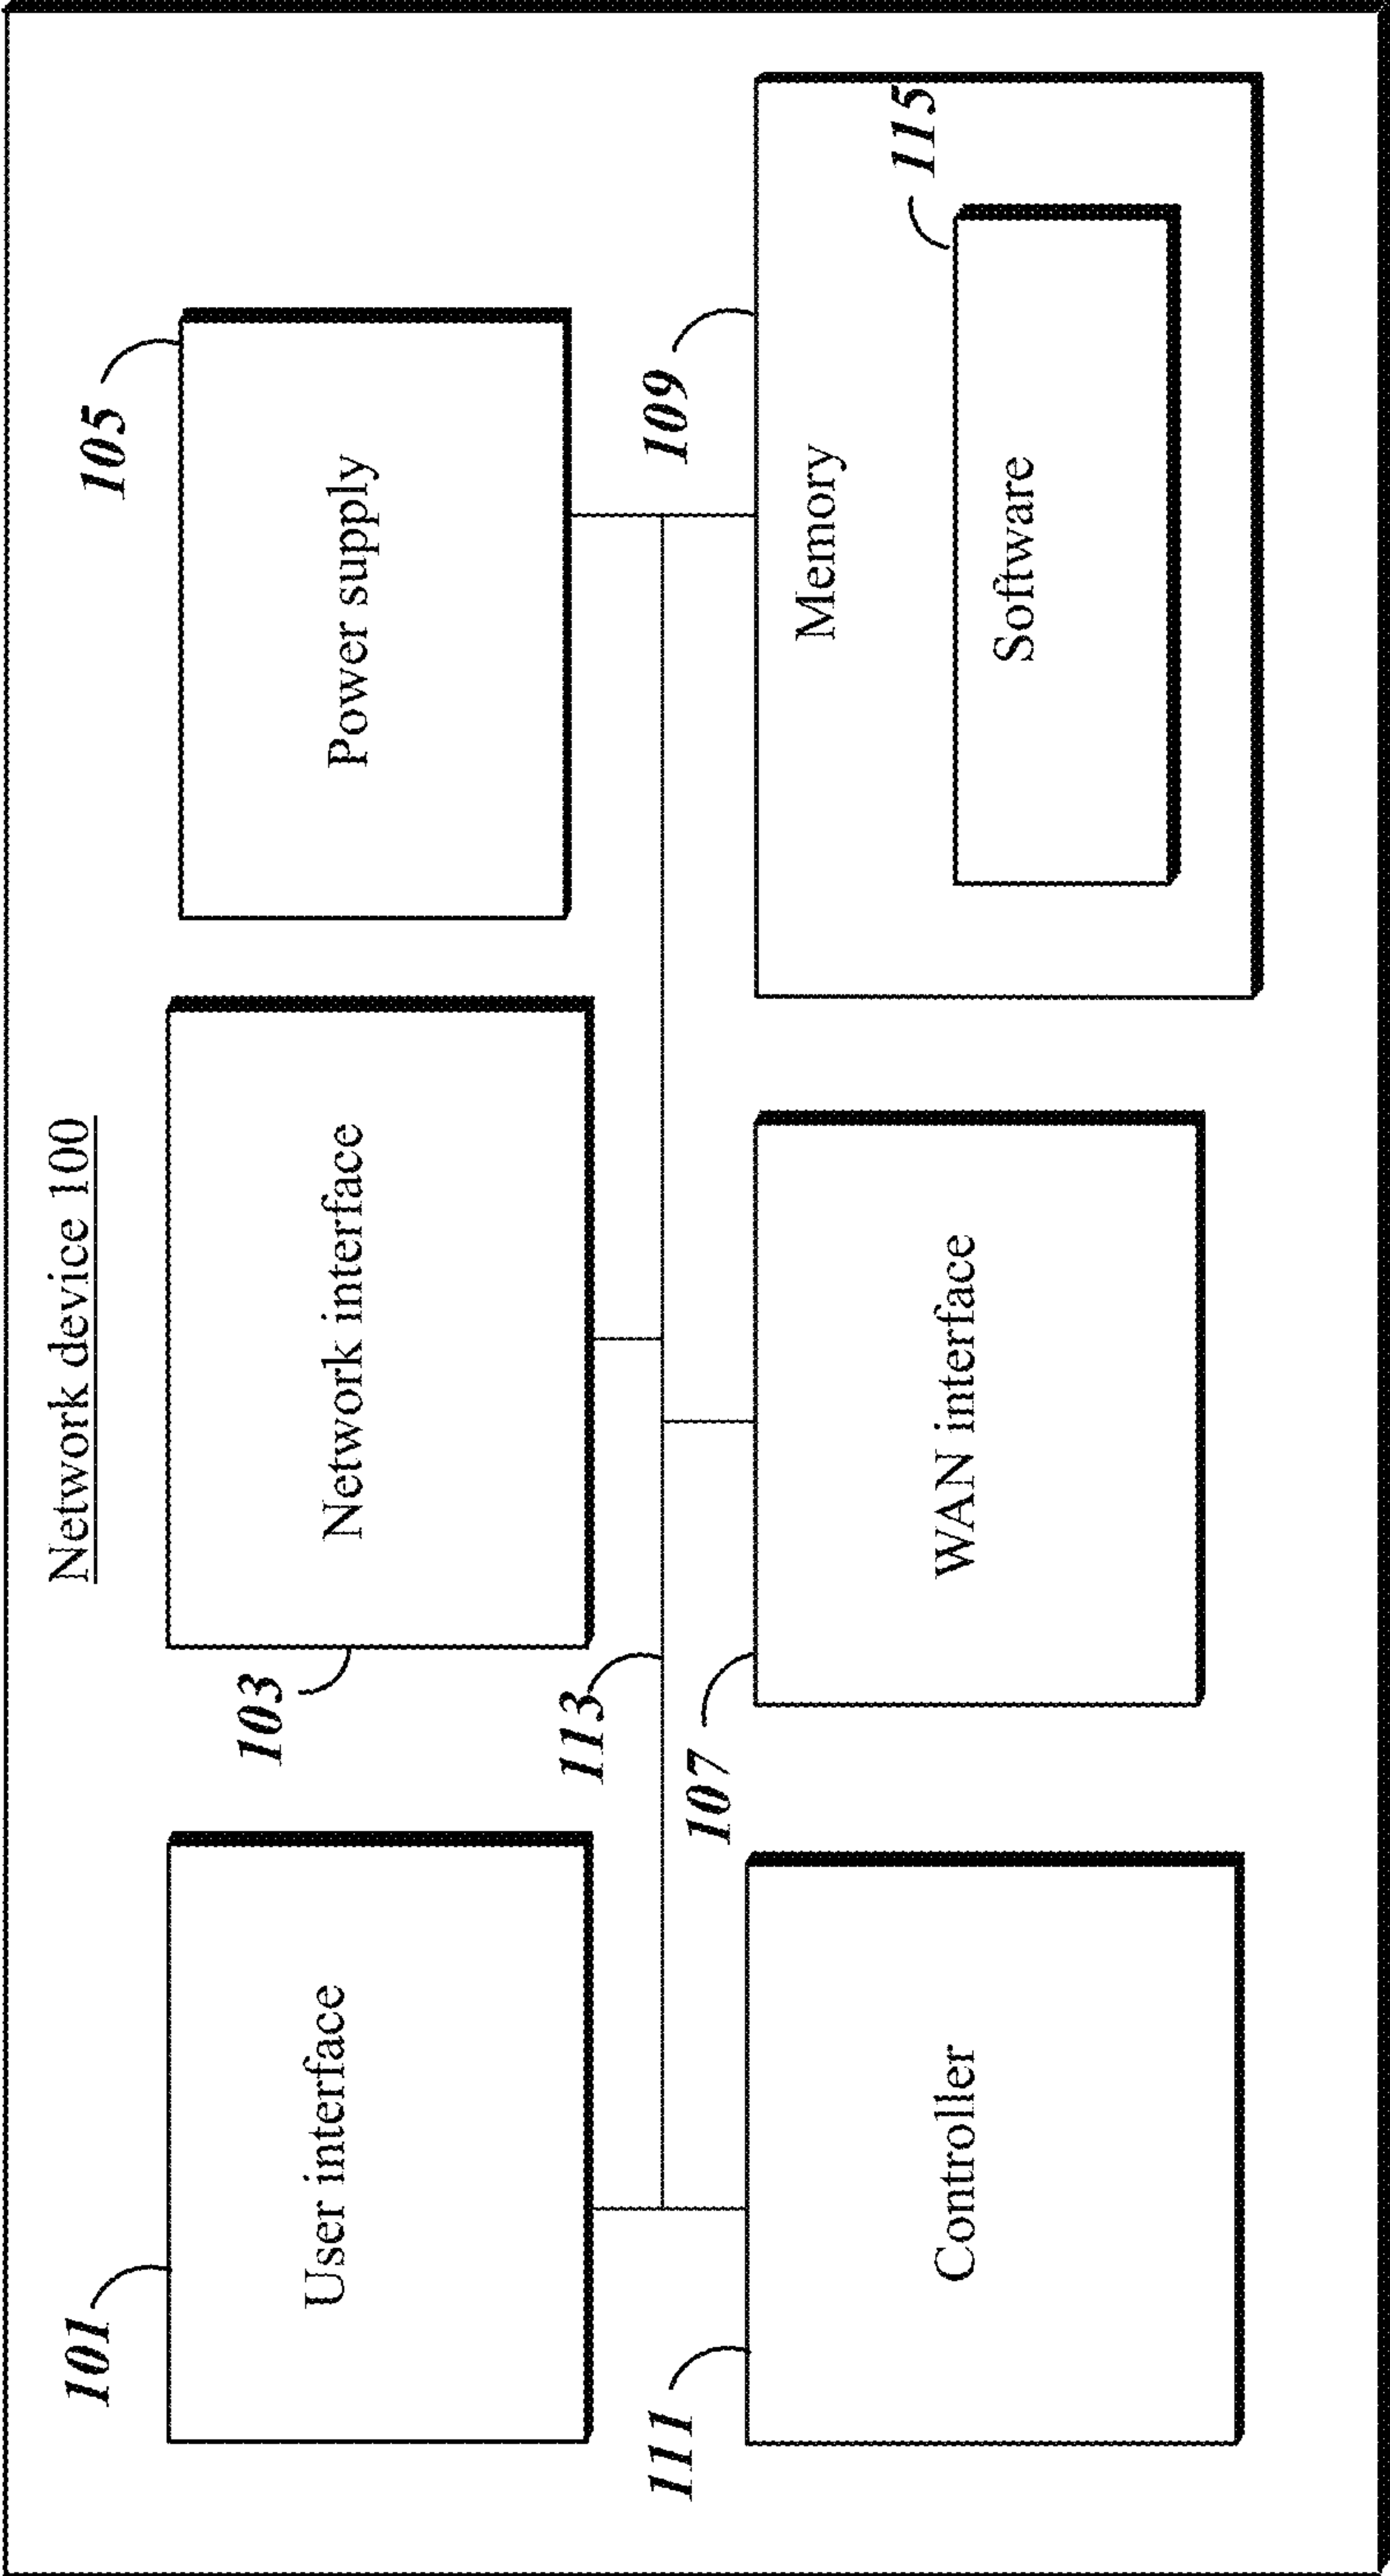 Network device 100
101
User interface
103
Network interface
105
Power supply
113
111
Controller
107
WAN interface
109
Memory
115
Software